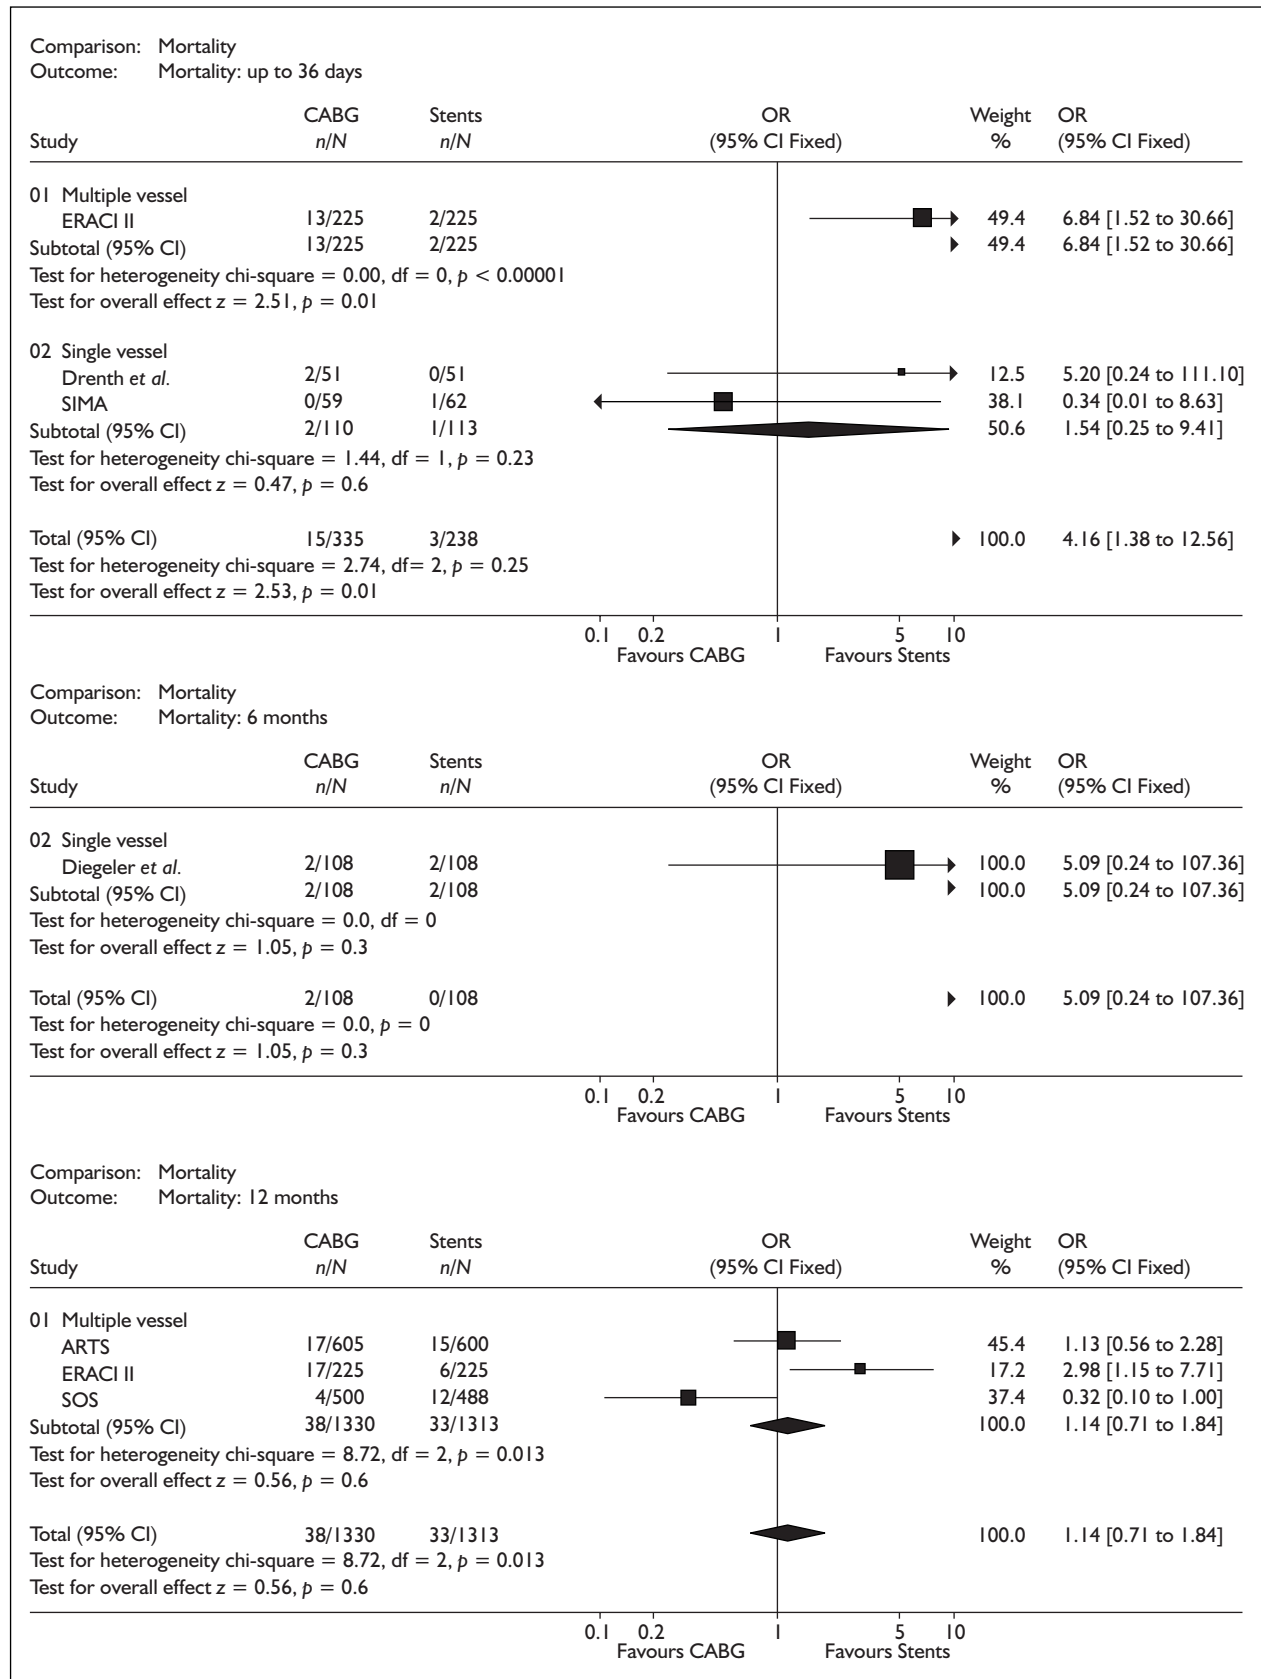 Comparison: Mortality
Outcome: Mortality: up to 36 days
CABG Stents OR Weight OR
Study n/N n/N (95% CI Fixed) % (95% CI Fixed)
01 Multiple vessel
ERACI II 13/225 2/225 49.4 6.84 [1.52 to 30.66]
Subtotal (95% CI) 13/225 2/225 49.4 6.84 [1.52 to 30.66]
Test for heterogeneity chi-square = 0.00, df = 0, p < 0.00001
Test for overall effect z = 2.51, p = 0.01
02 Single vessel
Drenth et al. 2/51 0/51 12.5 5.20 [0.24 to 111.10]
SIMA 0/59 1/62 38.1 0.34 [0.01 to 8.63]
Subtotal (95% CI) 2/110 1/113 50.6 1.54 [0.25 to 9.41]
Test for heterogeneity chi-square = 1.44, df = 1, p = 0.23
Test for overall effect z = 0.47, p = 0.6
Total (95% CI) 15/335 3/238 100.0 4.16 [1.38 to 12.56]
Test for heterogeneity chi-square = 2.74, df= 2, p = 0.25
Test for overall effect z = 2.53, p = 0.01
0.1 0.2 1 5 10
Favours CABG Favours Stents
Comparison: Mortality
Outcome: Mortality: 6 months
CABG Stents OR Weight OR
Study n/N n/N (95% CI Fixed) % (95% CI Fixed)
02 Single vessel
Diegeler et al. 2/108 2/108 100.0 5.09 [0.24 to 107.36]
Subtotal (95% CI) 2/108 2/108 100.0 5.09 [0.24 to 107.36]
Test for heterogeneity chi-square = 0.0, df = 0
Test for overall effect z = 1.05, p = 0.3
Total (95% CI) 2/108 0/108 100.0 5.09 [0.24 to 107.36]
Test for heterogeneity chi-square = 0.0, p = 0
Test for overall effect z = 1.05, p = 0.3
0.1 0.2 1 5 10
Favours CABG Favours Stents
Comparison: Mortality
Outcome: Mortality: 12 months
CABG Stents OR Weight OR
Study n/N n/N (95% CI Fixed) % (95% CI Fixed)
01 Multiple vessel
ARTS 17/605 15/600 45.4 1.13 [0.56 to 2.28]
ERACI II 17/225 6/225 17.2 2.98 [1.15 to 7.71]
SOS 4/500 12/488 37.4 0.32 [0.10 to 1.00]
Subtotal (95% CI) 38/1330 33/1313 100.0 1.14 [0.71 to 1.84]
Test for heterogeneity chi-square = 8.72, df = 2, p = 0.013
Test for overall effect z = 0.56, p = 0.6
Total (95% CI) 38/1330 33/1313 100.0 1.14 [0.71 to 1.84]
Test for heterogeneity chi-square = 8.72, df = 2, p = 0.013
Test for overall effect z = 0.56, p = 0.6
0.1 0.2 1 5 10
Favours CABG Favours Stents